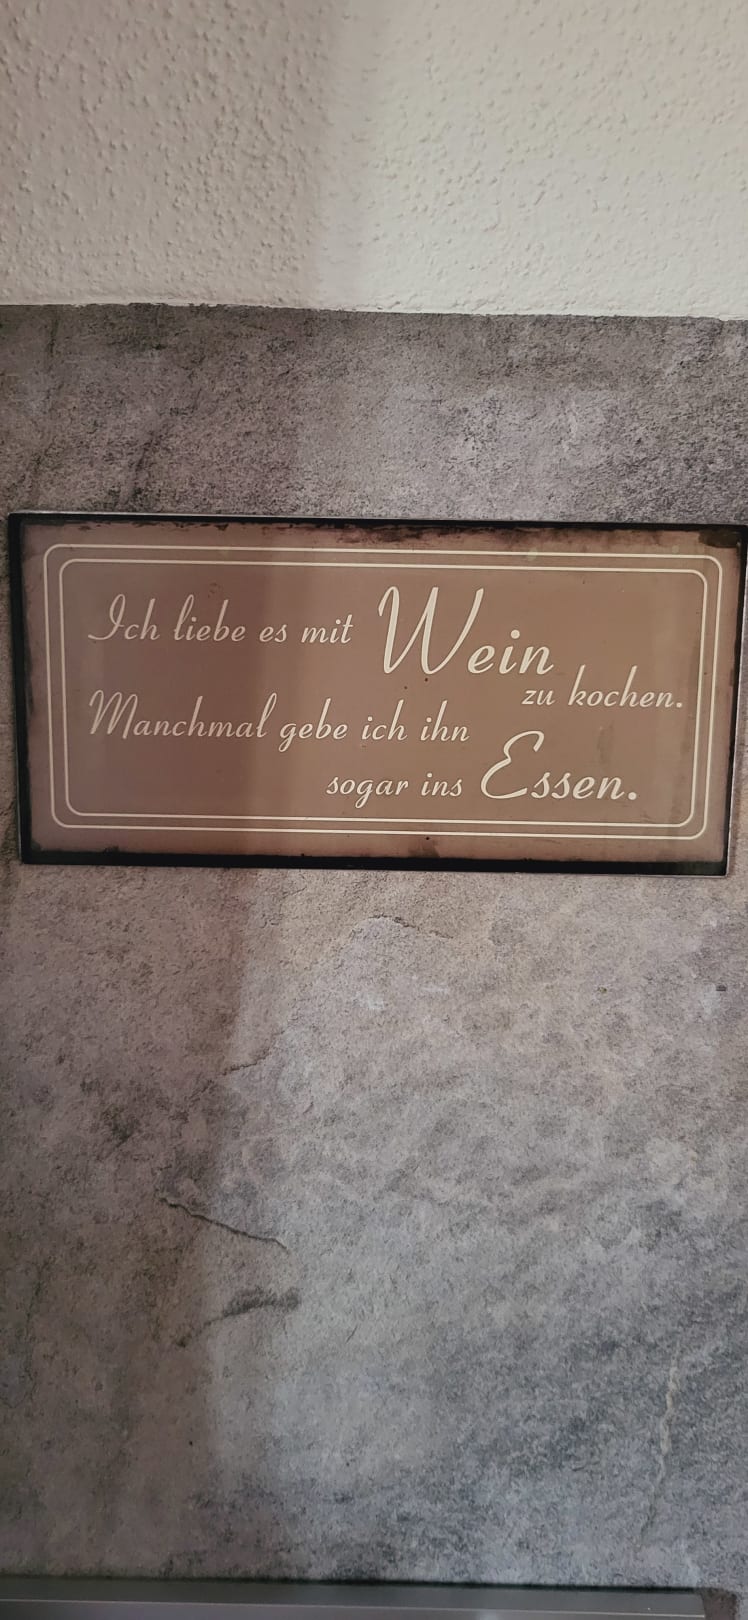 Ich liebe es mit Wein
zu kochen.
Manchmal gebe ich ihn
sogar ins Essen.